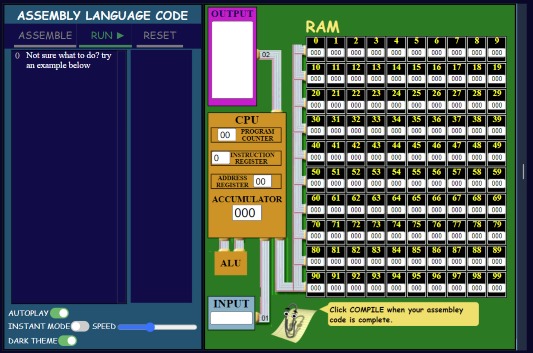 ASSEMBLY LANGUAGE CODE
ASSEMBLE RUN ▶ RESET
0 Not sure what to do? try
an example below
AUTOPLAY
INSTANT MODE SPEED
DARK THEME
OUTPUT
02
CPU
00 PROGRAM
COUNTER
0 INSTRUCTION
REGISTER
ADDRESS
REGISTER 00
ACCUMULATOR
000
ALU
INPUT
01
RAM
0 1 2 3 4 5 6 7 8 9
000 000 000 000 000 000 000 000 000 000
10 11 12 13 14 15 16 17 18 19
000 000 000 000 000 000 000 000 000 000
20 21 22 23 24 25 26 27 28 29
000 000 000 000 000 000 000 000 000 000
30 31 32 33 34 35 36 37 38 39
000 000 000 000 000 000 000 000 000 000
40 41 42 43 44 45 46 47 48 49
000 000 000 000 000 000 000 000 000 000
50 51 52 53 54 55 56 57 58 59
000 000 000 000 000 000 000 000 000 000
60 61 62 63 64 65 66 67 68 69
000 000 000 000 000 000 000 000 000 000
70 71 72 73 74 75 76 77 78 79
000 000 000 000 000 000 000 000 000 000
80 81 82 83 84 85 86 87 88 89
000 000 000 000 000 000 000 000 000 000
90 91 92 93 94 95 96 97 98 99
000 000 000 000 000 000 000 000 000 000
Click COMPILE when your assembley
code is complete.